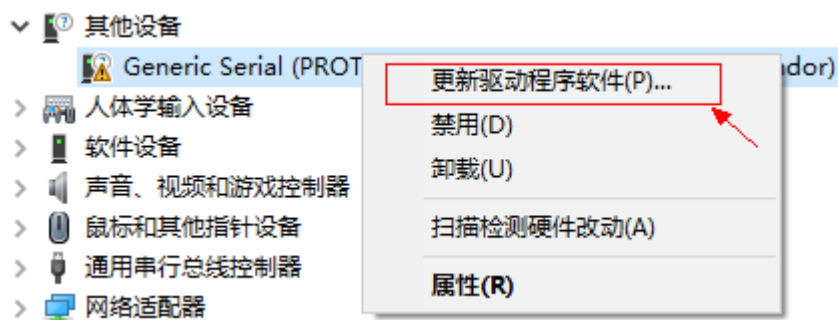 其他设备
Generic Serial (PROT
dor)
更新驱动程序软件(P)...
人体学输入设备
禁用(D)
软件设备
卸载(U)
声音、视频和游戏控制器
鼠标和其他指针设备
扫描检测硬件改动(A)
通用串行总线控制器
属性(R)
网络适配器